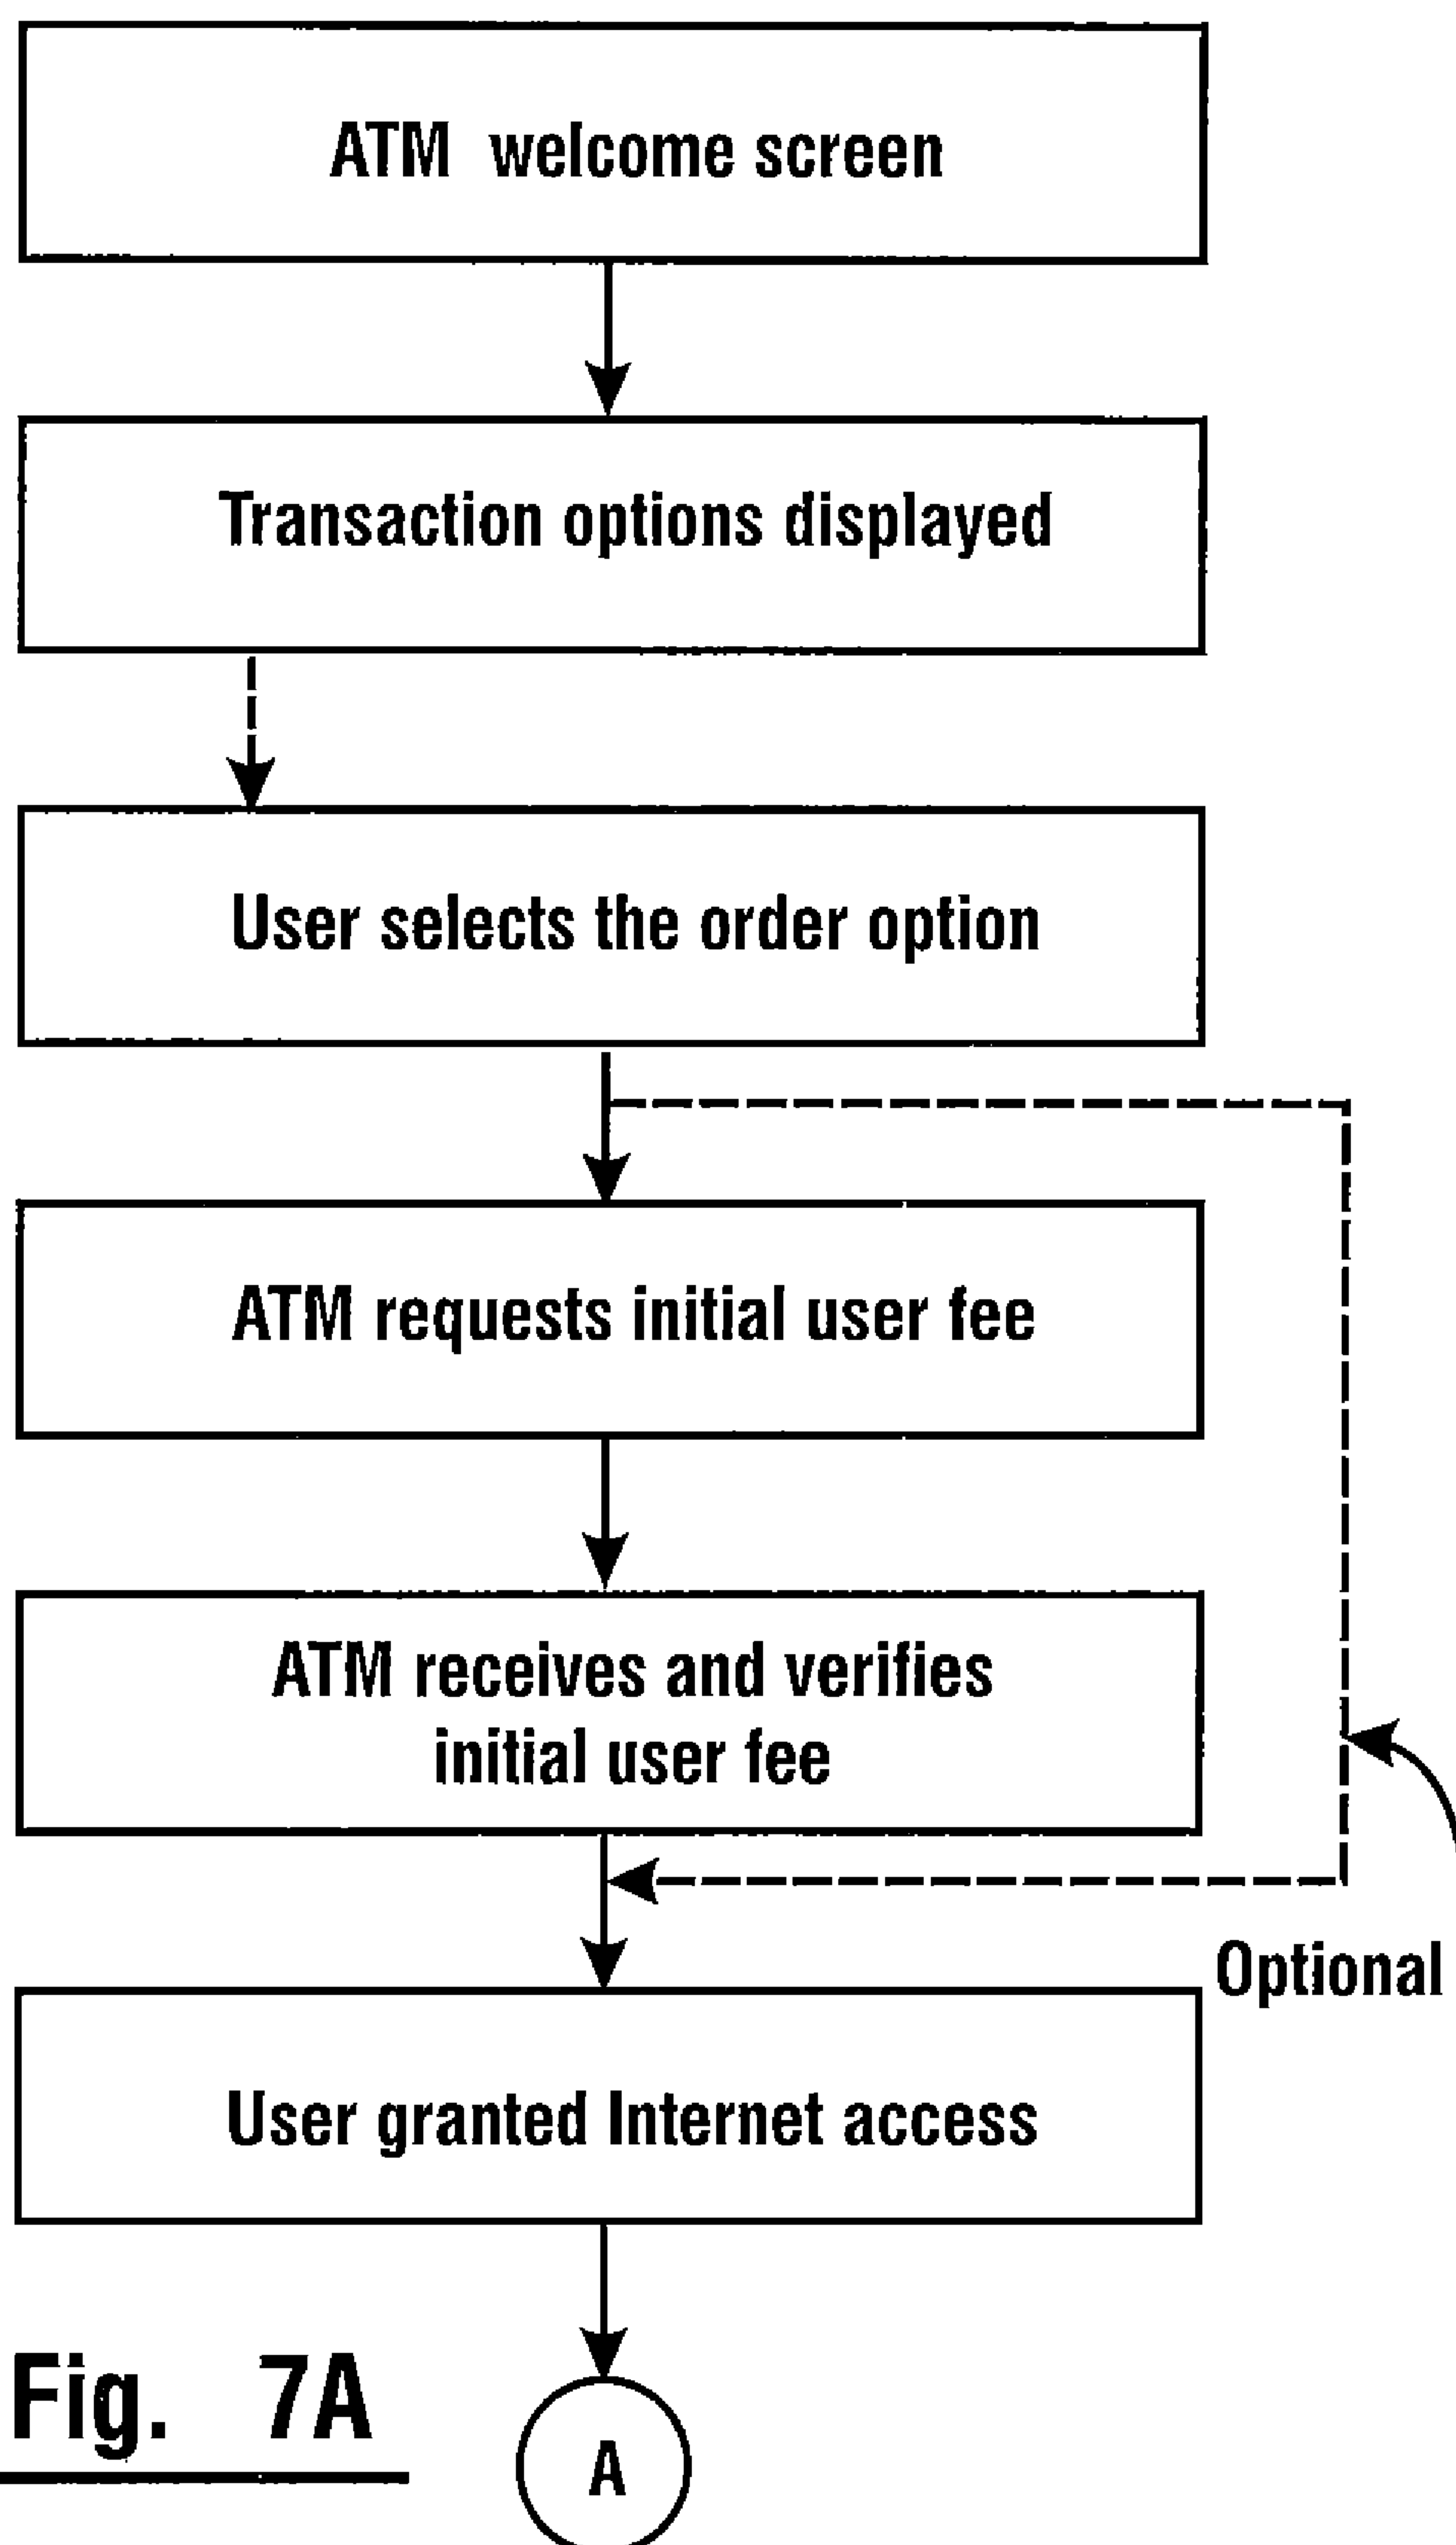 ATM welcome screen
Transaction options displayed
User selects the order option
ATM requests initial user fee
ATM receives and verifies
initial user fee
Optional
User granted Internet access
Fig. 7A
A